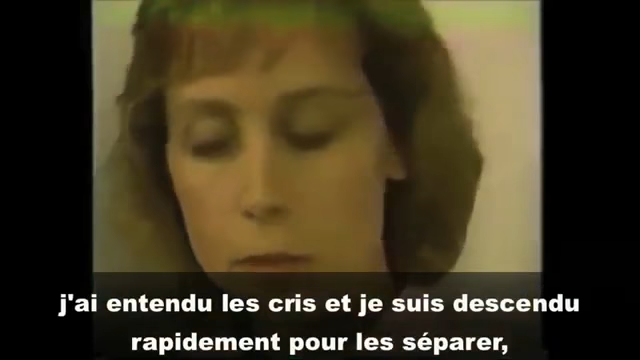 j'ai entendu les cris et je suis descendu
rapidement pour les séparer,